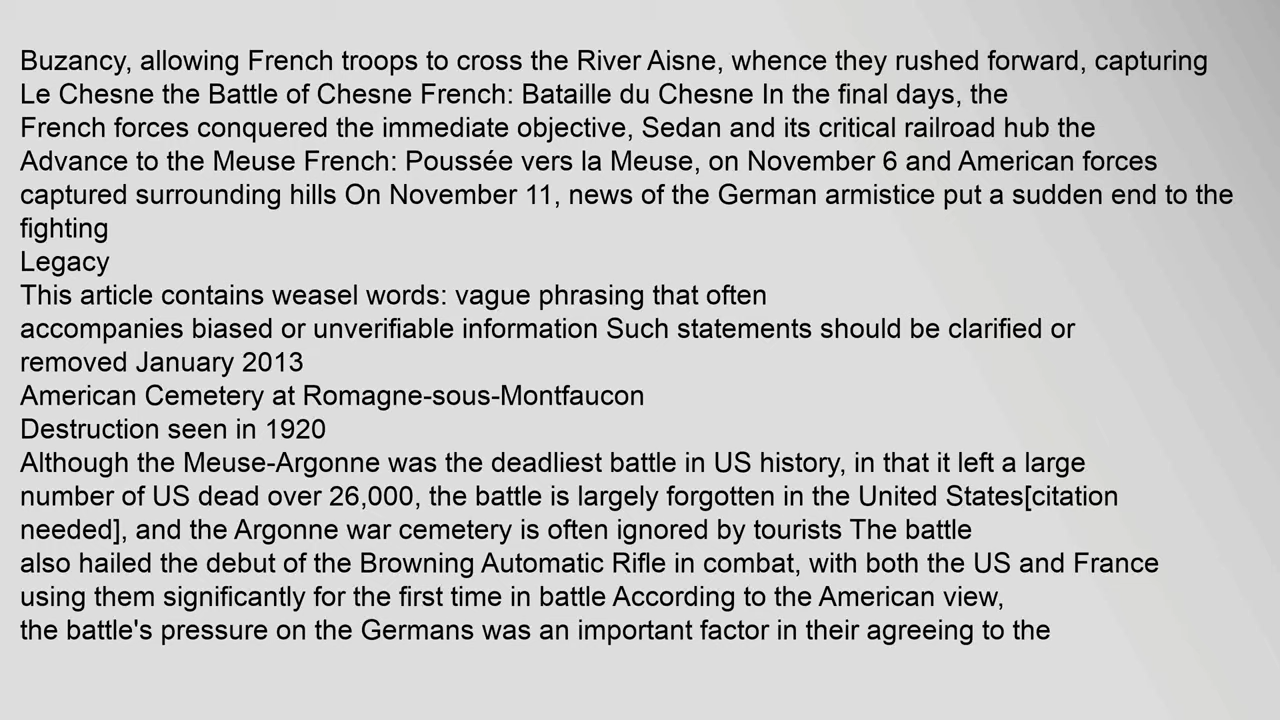 Buzancy, allowing French troops to cross the River Aisne, whence they rushed forward, capturing
Le Chesne the Battle of Chesne French: Bataille du Chesne In the final days, the
French forces conquered the immediate objective, Sedan and its critical railroad hub the
Advance to the Meuse French: Poussée vers la Meuse, on November 6 and American forces
captured surrounding hills On November 11, news of the German armistice put a sudden end to the
fighting
Legacy
This article contains weasel words: vague phrasing that often
accompanies biased or unverifiable information Such statements should be clarified or
removed January 2013
American Cemetery at Romagne-sous-Montfaucon
Destruction seen in 1920
Although the Meuse-Argonne was the deadliest battle in US history, in that it left a large
number of US dead over 26,000, the battle is largely forgotten in the United States[citation
needed], and the Argonne war cemetery is often ignored by tourists The battle
also hailed the debut of the Browning Automatic Rifle in combat, with both the US and France
using them significantly for the first time in battle According to the American view,
the battle's pressure on the Germans was an important factor in their agreeing to the